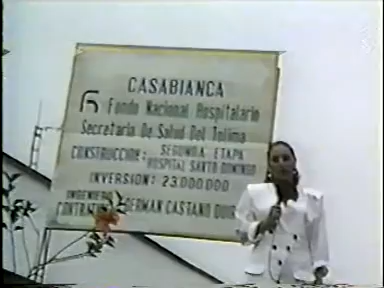 CASABIANCA
Fondo Nacional Hospitalario
Secretaria De Salud Del Tolima
CONSTRUCCION: SEGUNDA ETAPA
HOSPITAL SANTO DOMINGO
INVERSION: 23.000.000
INGENIERO
CONTRATISTA GERMAN CASTAÑO